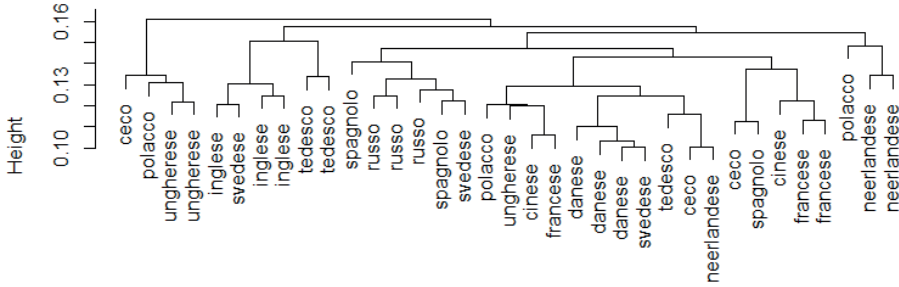 Height
0.16
0.13
0.10
ceco
polacco
ungherese
ungherese
inglese
svedese
inglese
inglese
tedesco
tedesco
spagnolo
russo
russo
russo
spagnolo
svedese
polacco
ungherese
cinese
francese
danese
danese
danese
svedese
tedesco
ceco
neerlandese
ceco
spagnolo
cinese
francese
francese
polacco
neerlandese
neerlandese